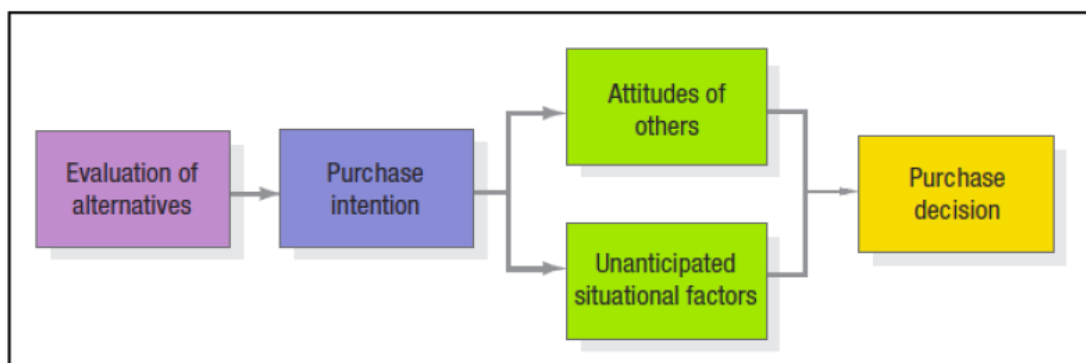 Evaluation of
alternatives
Purchase
intention
Attitudes of
others
Unanticipated
situational factors
Purchase
decision